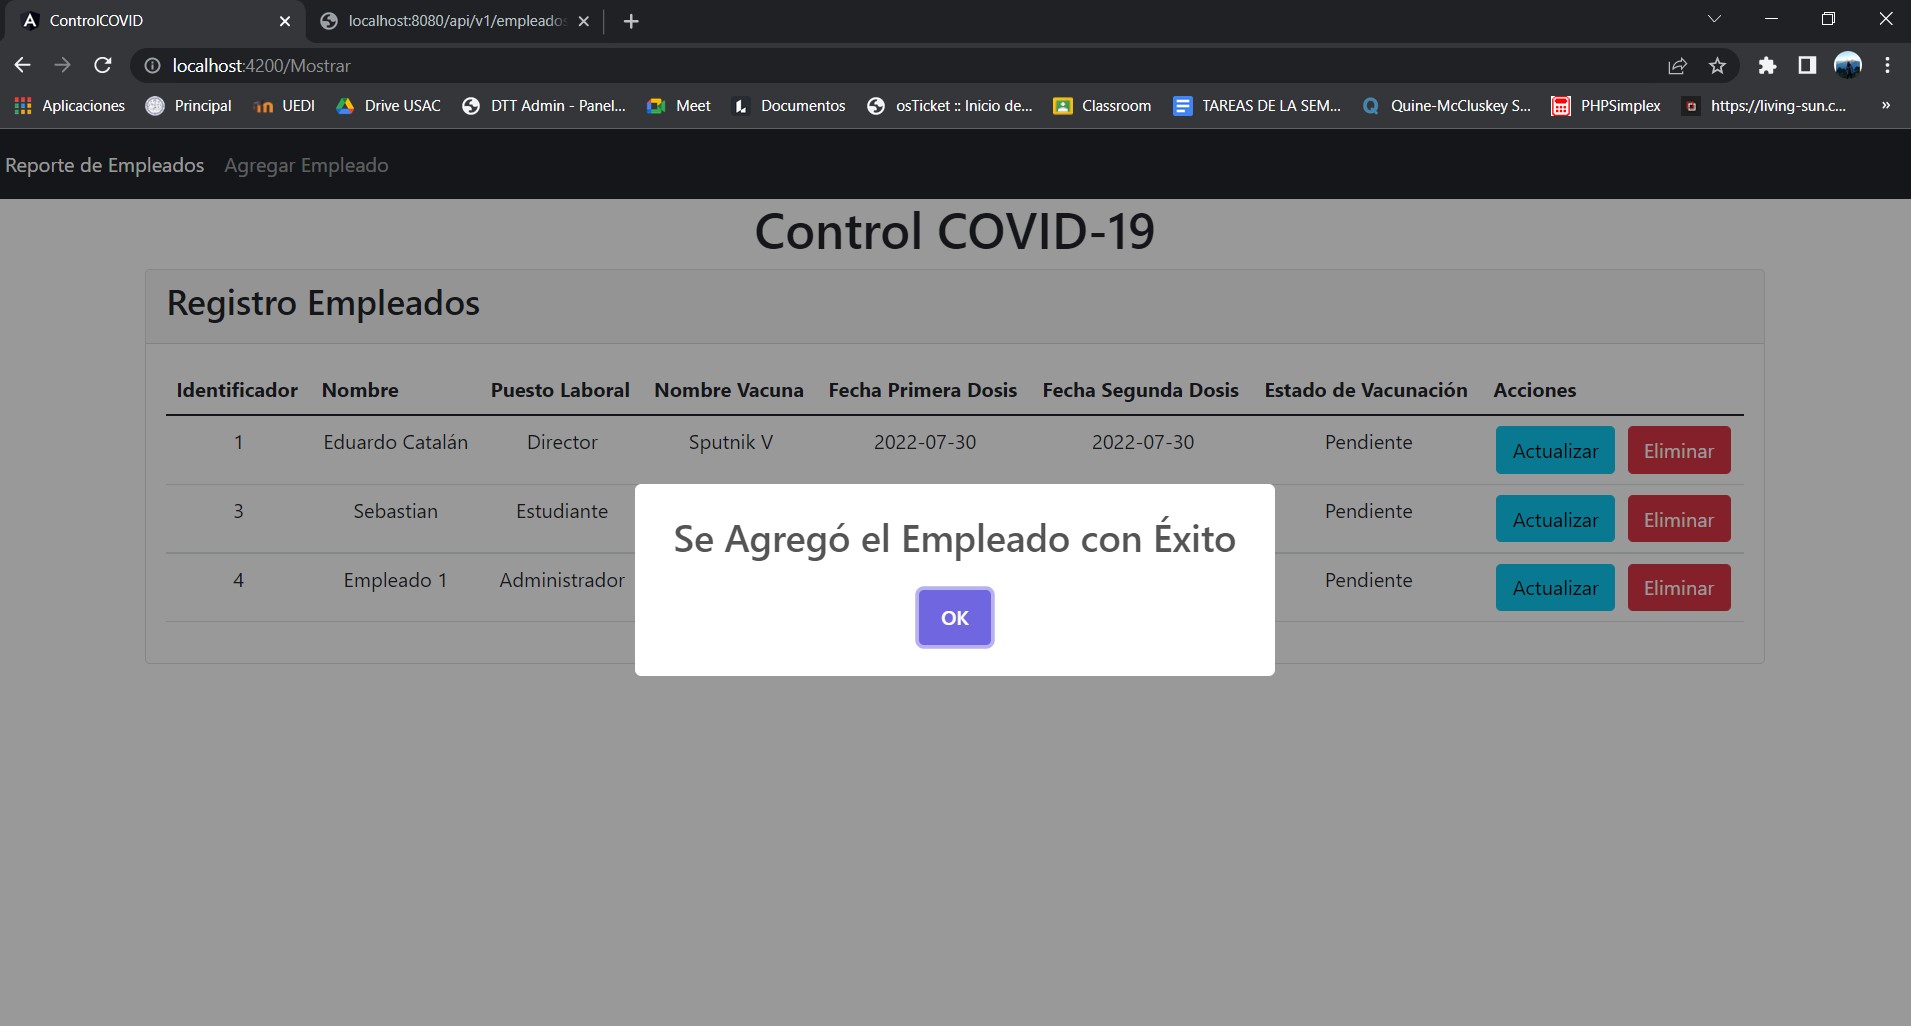 ControlCOVID
localhost:8080/api/v1/empleados
localhost:4200/Mostrar
Aplicaciones Principal UEDI Drive USAC DTT Admin - Panel... Meet Documentos osTicket :: Inicio de... Classroom TAREAS DE LA SEM... Quine-McCluskey S... PHPSimplex https://living-sun.c... »
Reporte de Empleados Agregar Empleado
Control COVID-19
Registro Empleados
Identificador Nombre Puesto Laboral Nombre Vacuna Fecha Primera Dosis Fecha Segunda Dosis Estado de Vacunación Acciones
1 Eduardo Catalán Director Sputnik V 2022-07-30 2022-07-30 Pendiente Actualizar Eliminar
3 Sebastian Estudiante Pendiente Actualizar Eliminar
4 Empleado 1 Administrador Pendiente Actualizar Eliminar
Se Agregó el Empleado con Éxito
OK